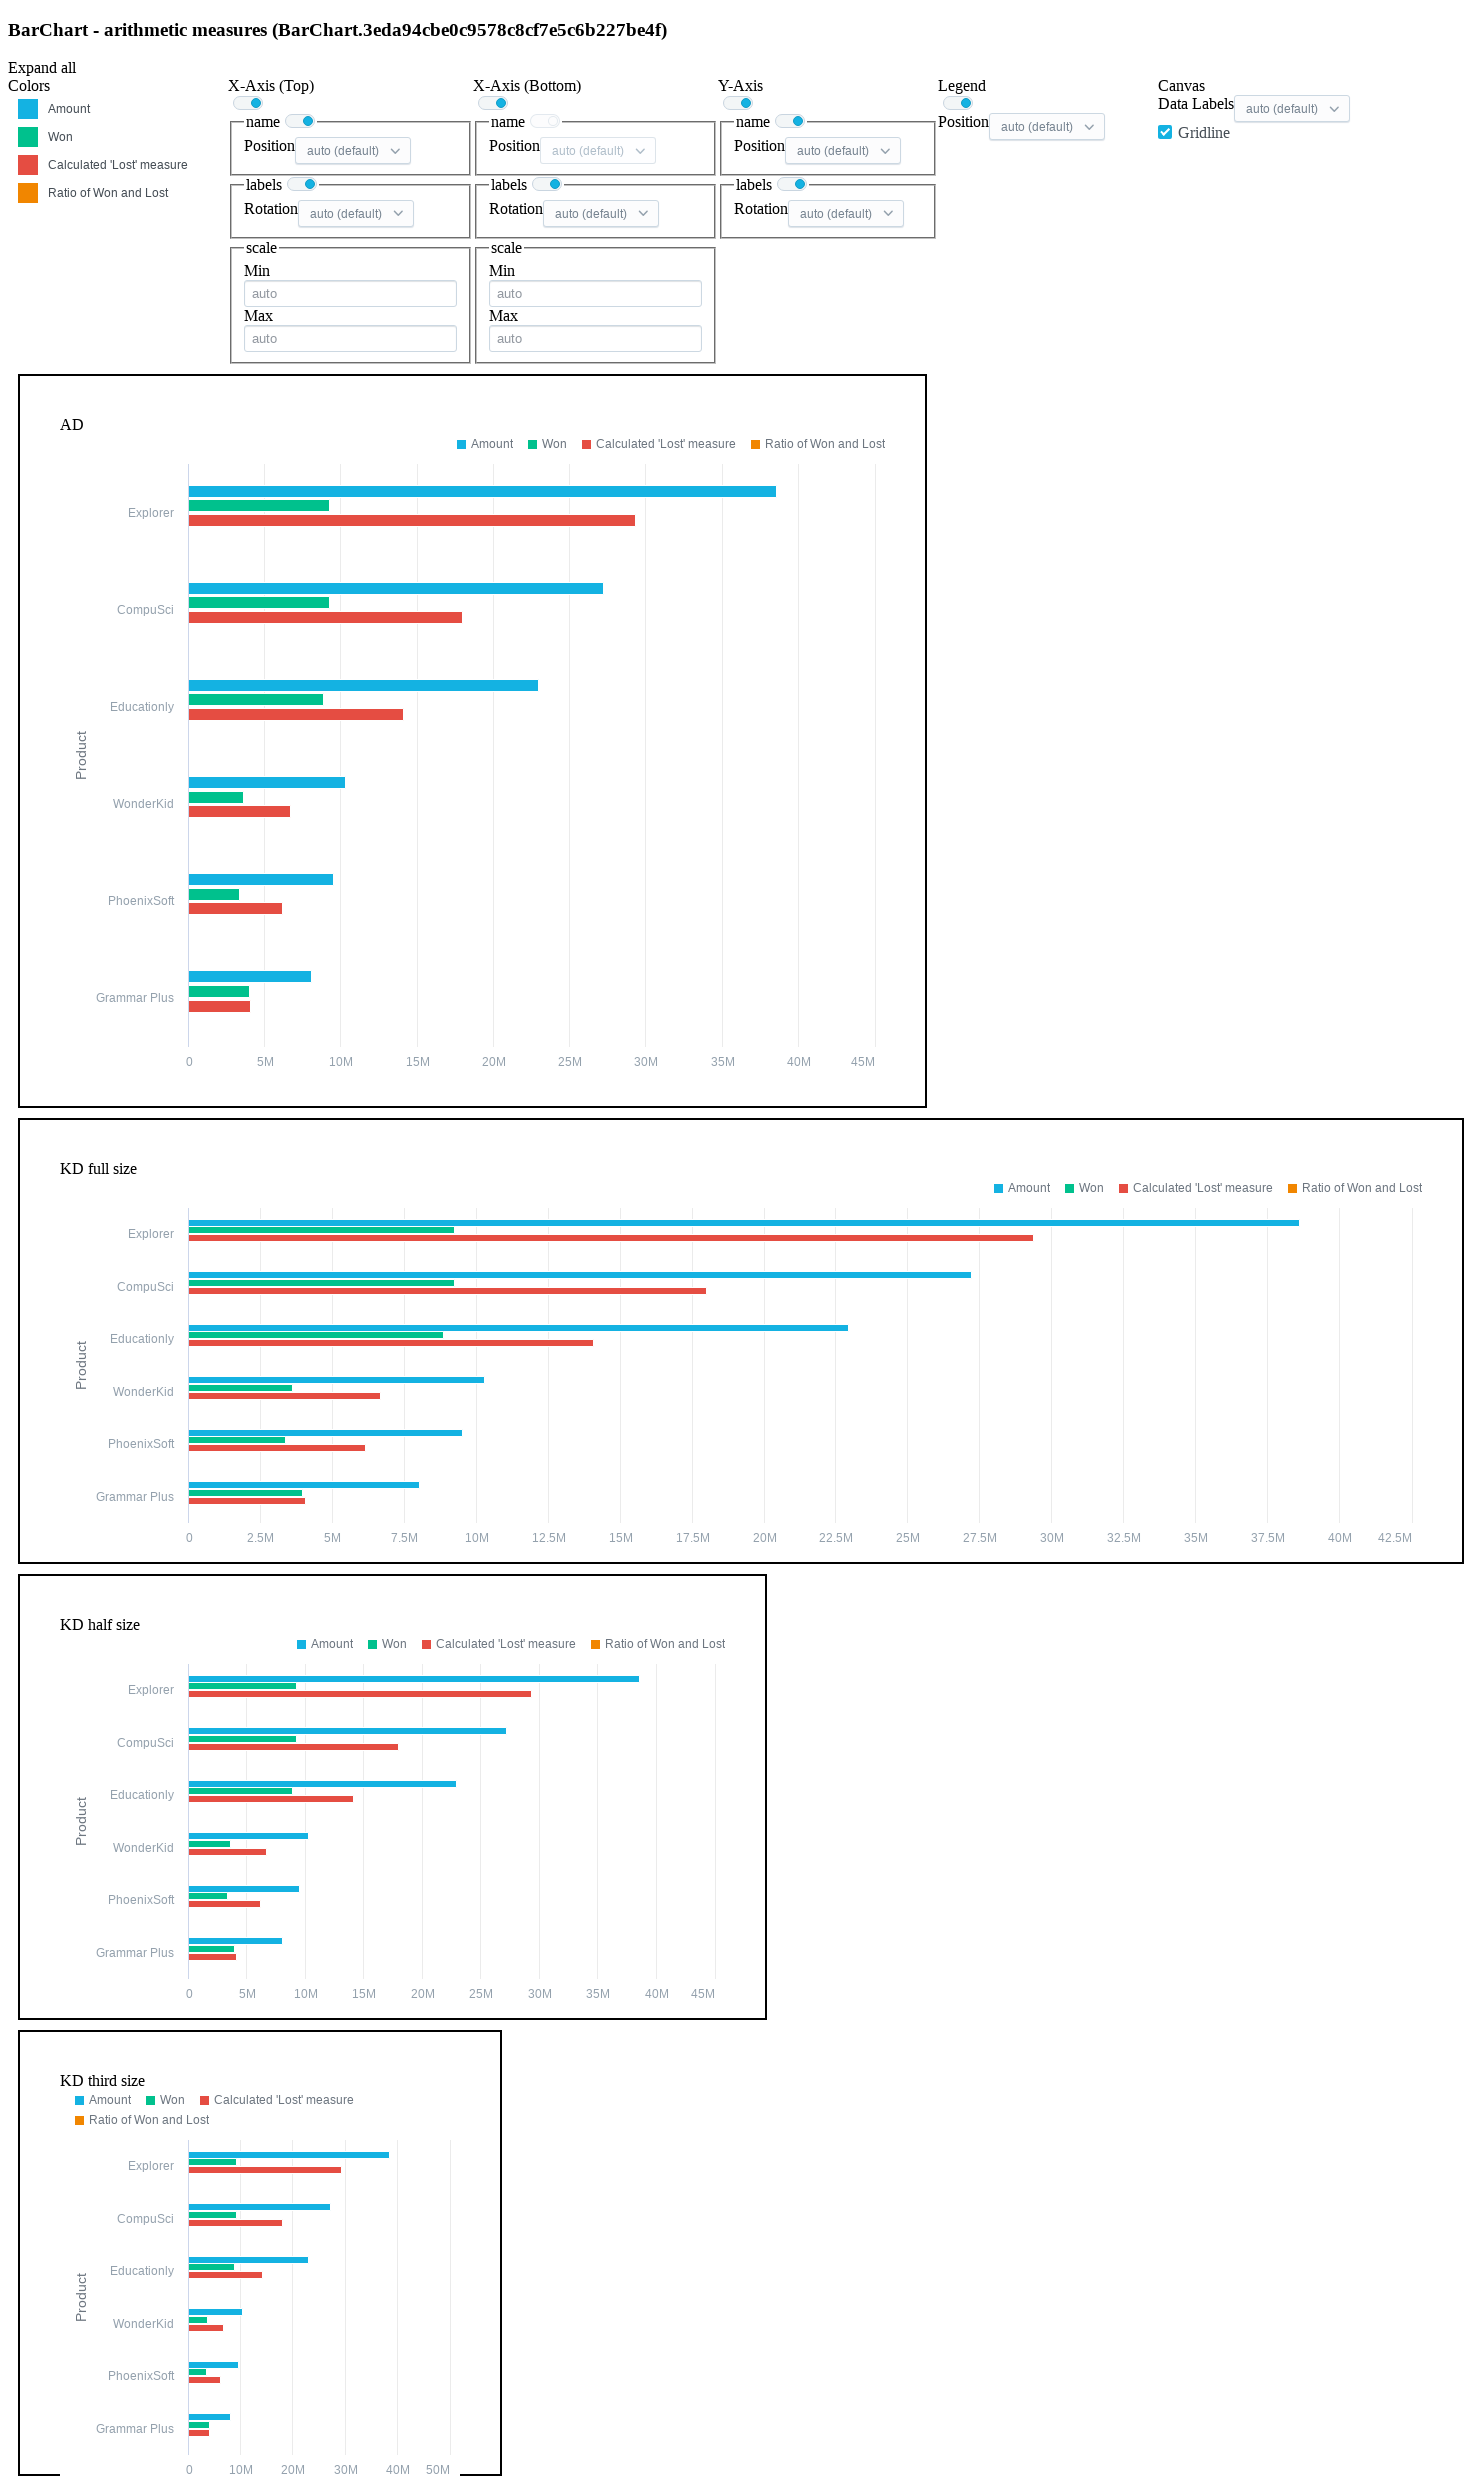 BarChart - arithmetic measures (BarChart.3eda94cbe0c9578c8cf7e5c6b227be4f)
Expand all
Colors
Amount
Won
Calculated 'Lost' measure
Ratio of Won and Lost
X-Axis (Top)
name
Position auto (default)
labels
Rotation auto (default)
scale
Min
auto
Max
auto
X-Axis (Bottom)
name
Position auto (default)
labels
Rotation auto (default)
scale
Min
auto
Max
auto
Y-Axis
name
Position auto (default)
labels
Rotation auto (default)
Legend
Position auto (default)
Canvas
Data Labels auto (default)
Gridline
AD
Amount Won Calculated 'Lost' measure Ratio of Won and Lost
Product
Explorer
CompuSci
Educationly
WonderKid
PhoenixSoft
Grammar Plus
0 5M 10M 15M 20M 25M 30M 35M 40M 45M
KD full size
Amount Won Calculated 'Lost' measure Ratio of Won and Lost
Product
Explorer
CompuSci
Educationly
WonderKid
PhoenixSoft
Grammar Plus
0 2.5M 5M 7.5M 10M 12.5M 15M 17.5M 20M 22.5M 25M 27.5M 30M 32.5M 35M 37.5M 40M 42.5M
KD half size
Amount Won Calculated 'Lost' measure Ratio of Won and Lost
Product
Explorer
CompuSci
Educationly
WonderKid
PhoenixSoft
Grammar Plus
0 5M 10M 15M 20M 25M 30M 35M 40M 45M
KD third size
Amount Won Calculated 'Lost' measure
Ratio of Won and Lost
Product
Explorer
CompuSci
Educationly
WonderKid
PhoenixSoft
Grammar Plus
0 10M 20M 30M 40M 50M